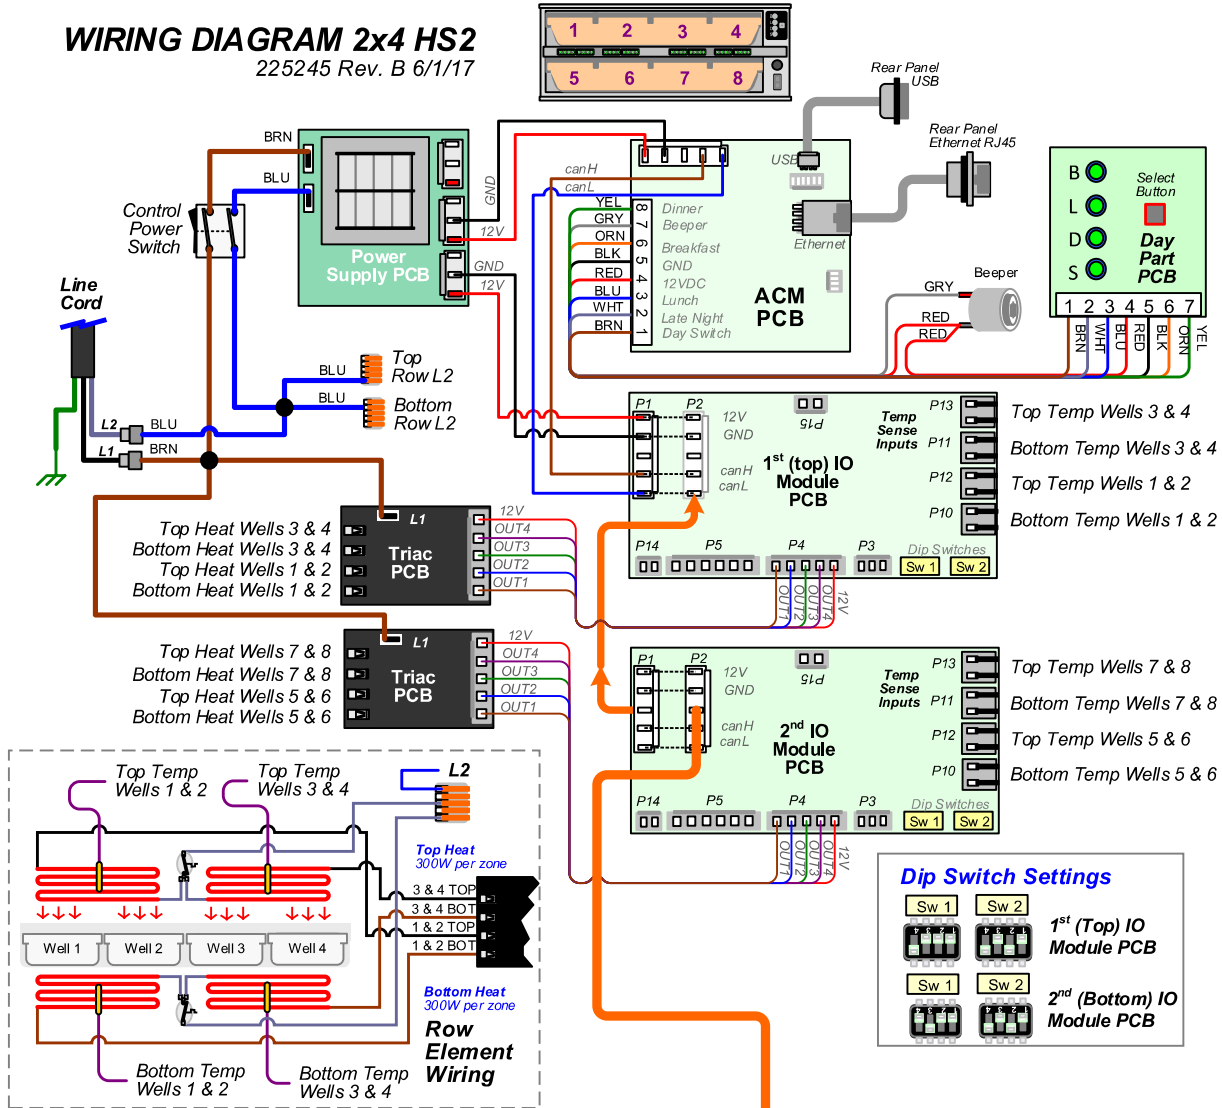 WIRING DIAGRAM 2x4 HS2
225245 Rev. B 6/1/17
1 2 3 4
5 6 7 8
Rear Panel
USB
Rear Panel
Ethernet RJ45
BRN
BLU
Control
Power
Switch
Power
Supply PCB
GND
12V
GND
12V
canH
canL
USB
Ethernet
YEL
GRY
ORN
BLK
RED
BLU
WHT
BRN
8
7
6
5
4
3
2
1
Dinner
Beeper
Breakfast
GND
12VDC
Lunch
Late Night
Day Switch
ACM
PCB
Beeper
GRY
RED
RED
B
L
D
S
Select
Button
Day
Part
PCB
1 2 3 4 5 6 7
BRN
WHT
BLU
RED
BLK
ORN
YEL
Line
Cord
L2
L1
BLU
BRN
BLU
BLU
Top
Row L2
Bottom
Row L2
P1
P2
12V
GND
canH
canL
P15
1st (top) IO
Module
PCB
Temp
Sense
Inputs
P13
P11
P12
P10
Top Temp Wells 3 & 4
Bottom Temp Wells 3 & 4
Top Temp Wells 1 & 2
Bottom Temp Wells 1 & 2
P14
P5
P4
P3
Dip Switches
Sw 1
Sw 2
OUT1
OUT2
OUT3
OUT4
12V
Top Heat Wells 3 & 4
Bottom Heat Wells 3 & 4
Top Heat Wells 1 & 2
Bottom Heat Wells 1 & 2
L1
Triac
PCB
12V
OUT4
OUT3
OUT2
OUT1
Top Heat Wells 7 & 8
Bottom Heat Wells 7 & 8
Top Heat Wells 5 & 6
Bottom Heat Wells 5 & 6
L1
Triac
PCB
12V
OUT4
OUT3
OUT2
OUT1
P1
P2
12V
GND
canH
canL
P15
2nd IO
Module
PCB
Temp
Sense
Inputs
P13
P11
P12
P10
Top Temp Wells 7 & 8
Bottom Temp Wells 7 & 8
Top Temp Wells 5 & 6
Bottom Temp Wells 5 & 6
P14
P5
P4
P3
Dip Switches
Sw 1
Sw 2
OUT1
OUT2
OUT3
OUT4
12V
Top Temp
Wells 1 & 2
Top Temp
Wells 3 & 4
L2
Top Heat
300W per zone
3 & 4 TOP
3 & 4 BOT
1 & 2 TOP
1 & 2 BOT
Well 1
Well 2
Well 3
Well 4
Bottom Heat
300W per zone
Row
Element
Wiring
Bottom Temp
Wells 1 & 2
Bottom Temp
Wells 3 & 4
Dip Switch Settings
Sw 1
Sw 2
1st (Top) IO
Module PCB
Sw 1
Sw 2
2nd (Bottom) IO
Module PCB